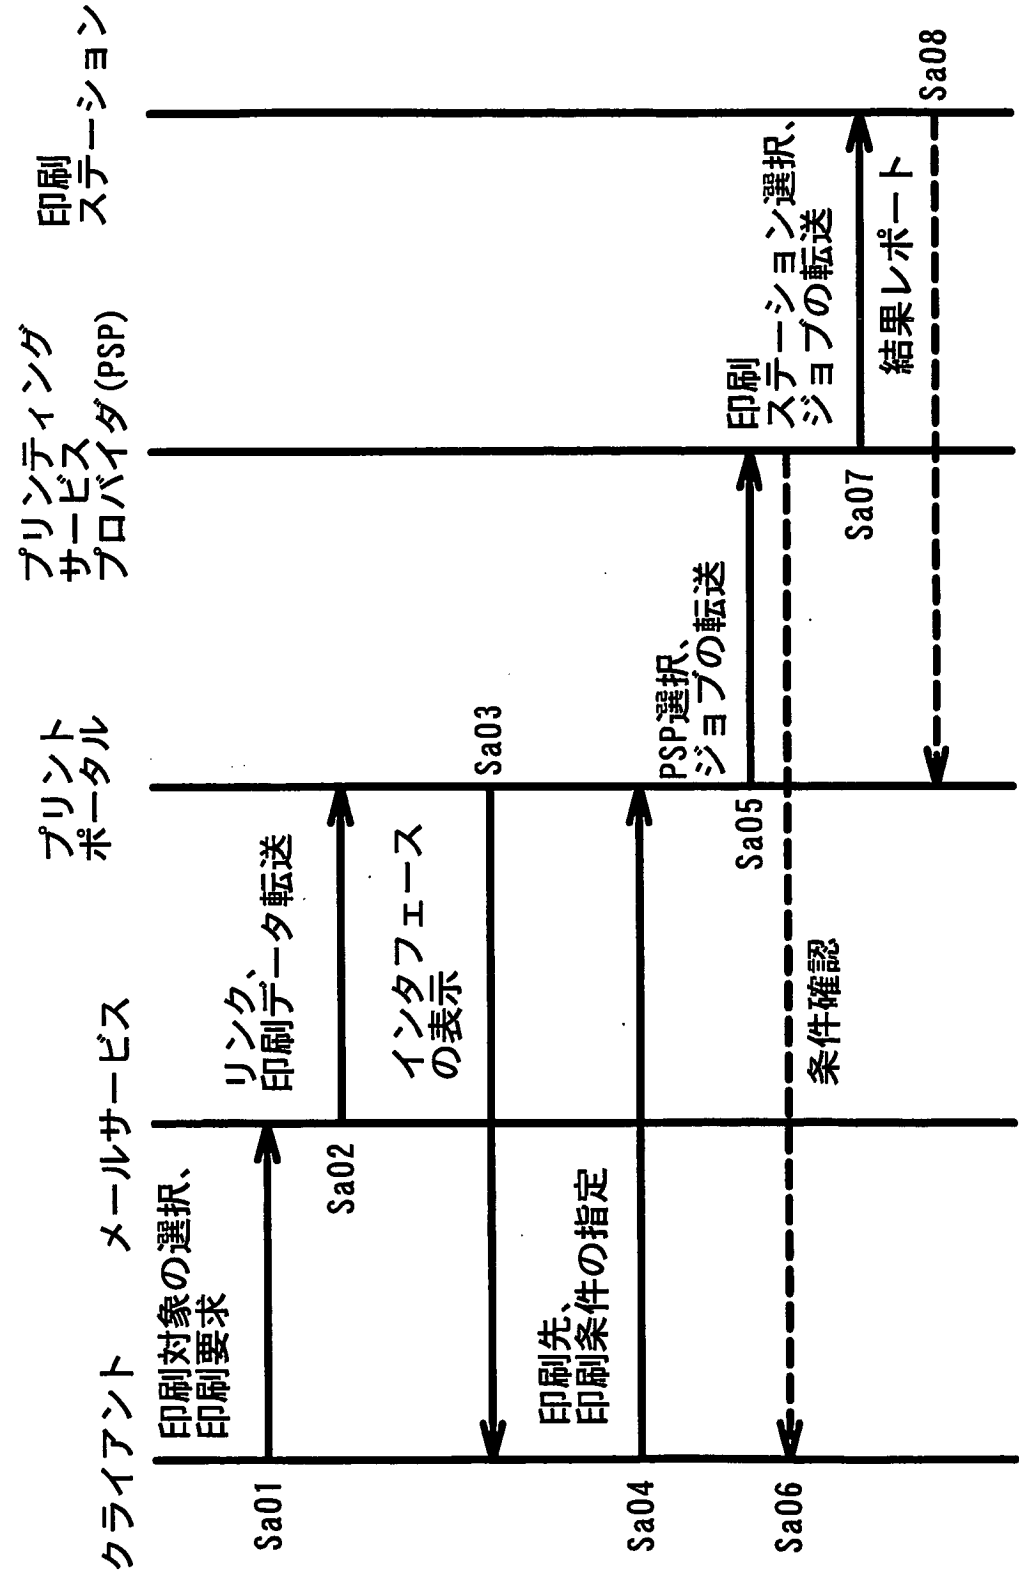 クライアント
メールサービス
プリント
ポータル
プリンティング
サービス
プロバイダ(PSP)
印刷
ステーション
印刷対象の選択、
印刷要求
Sa01
リンク、
印刷データ転送
Sa02
インタフェース
の表示
Sa03
印刷先、
印刷条件の指定
Sa04
PSP選択、
ジョブの転送
Sa05
条件確認
Sa06
印刷
ステーション選択、
ジョブの転送
Sa07
結果レポート
Sa08